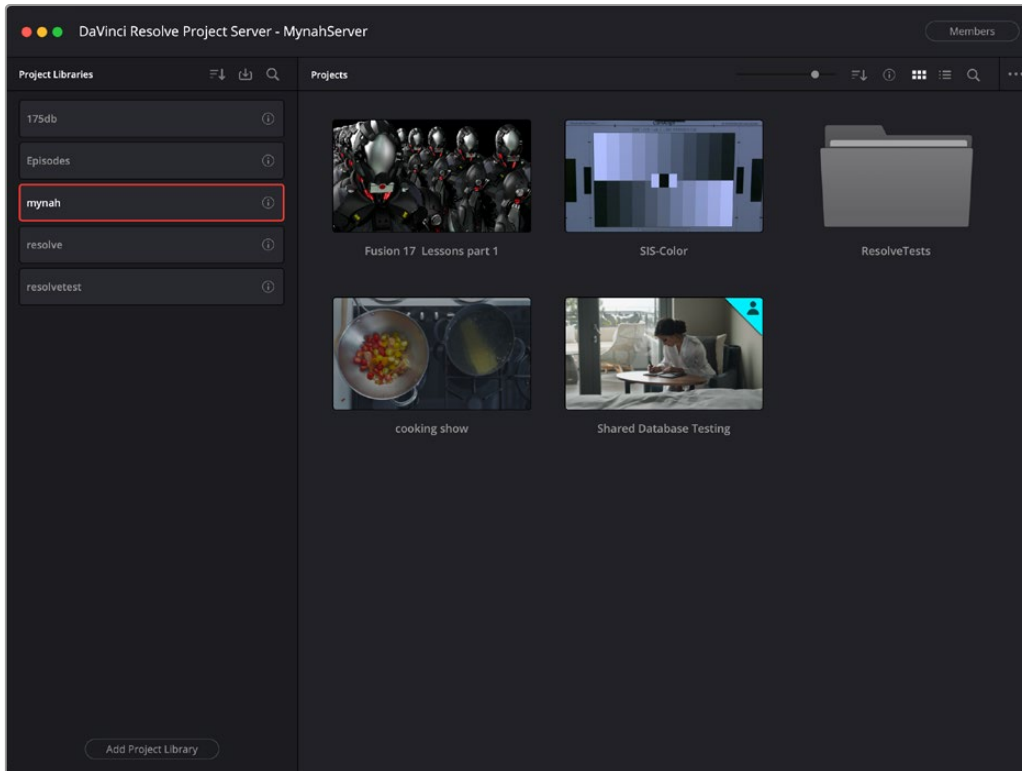 DaVinci Resolve Project Server - MynahServer
Members
Project Libraries
Projects
175db
Episodes
mynah
resolve
resolvetest
Fusion 17 Lessons part 1
SIS-Color
ResolveTests
cooking show
Shared Database Testing
Add Project Library